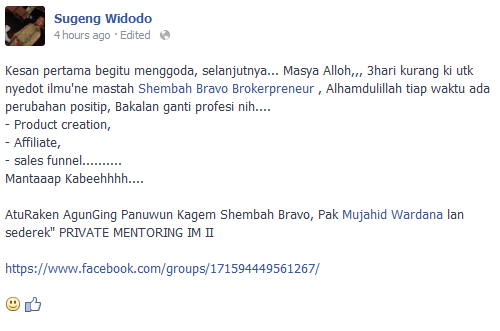 Sugeng Widodo
4 hours ago · Edited
Kesan pertama begitu menggoda, selanjutnya... Masya Alloh,,, 3hari kurang ki utk
nyedot ilmu'ne mastah Shembah Bravo Brokerpreneur , Alhamdulillah tiap waktu ada
perubahan positip, Bakalan ganti profesi nih....
- Product creation,
- Affiliate,
- sales funnel..........
Mantaaap Kabeehhhh....
AtuRaken AgunGing Panuwun Kagem Shembah Bravo, Pak Mujahid Wardana lan
sederek" PRIVATE MENTORING IM II
https://www.facebook.com/groups/171594449561267/